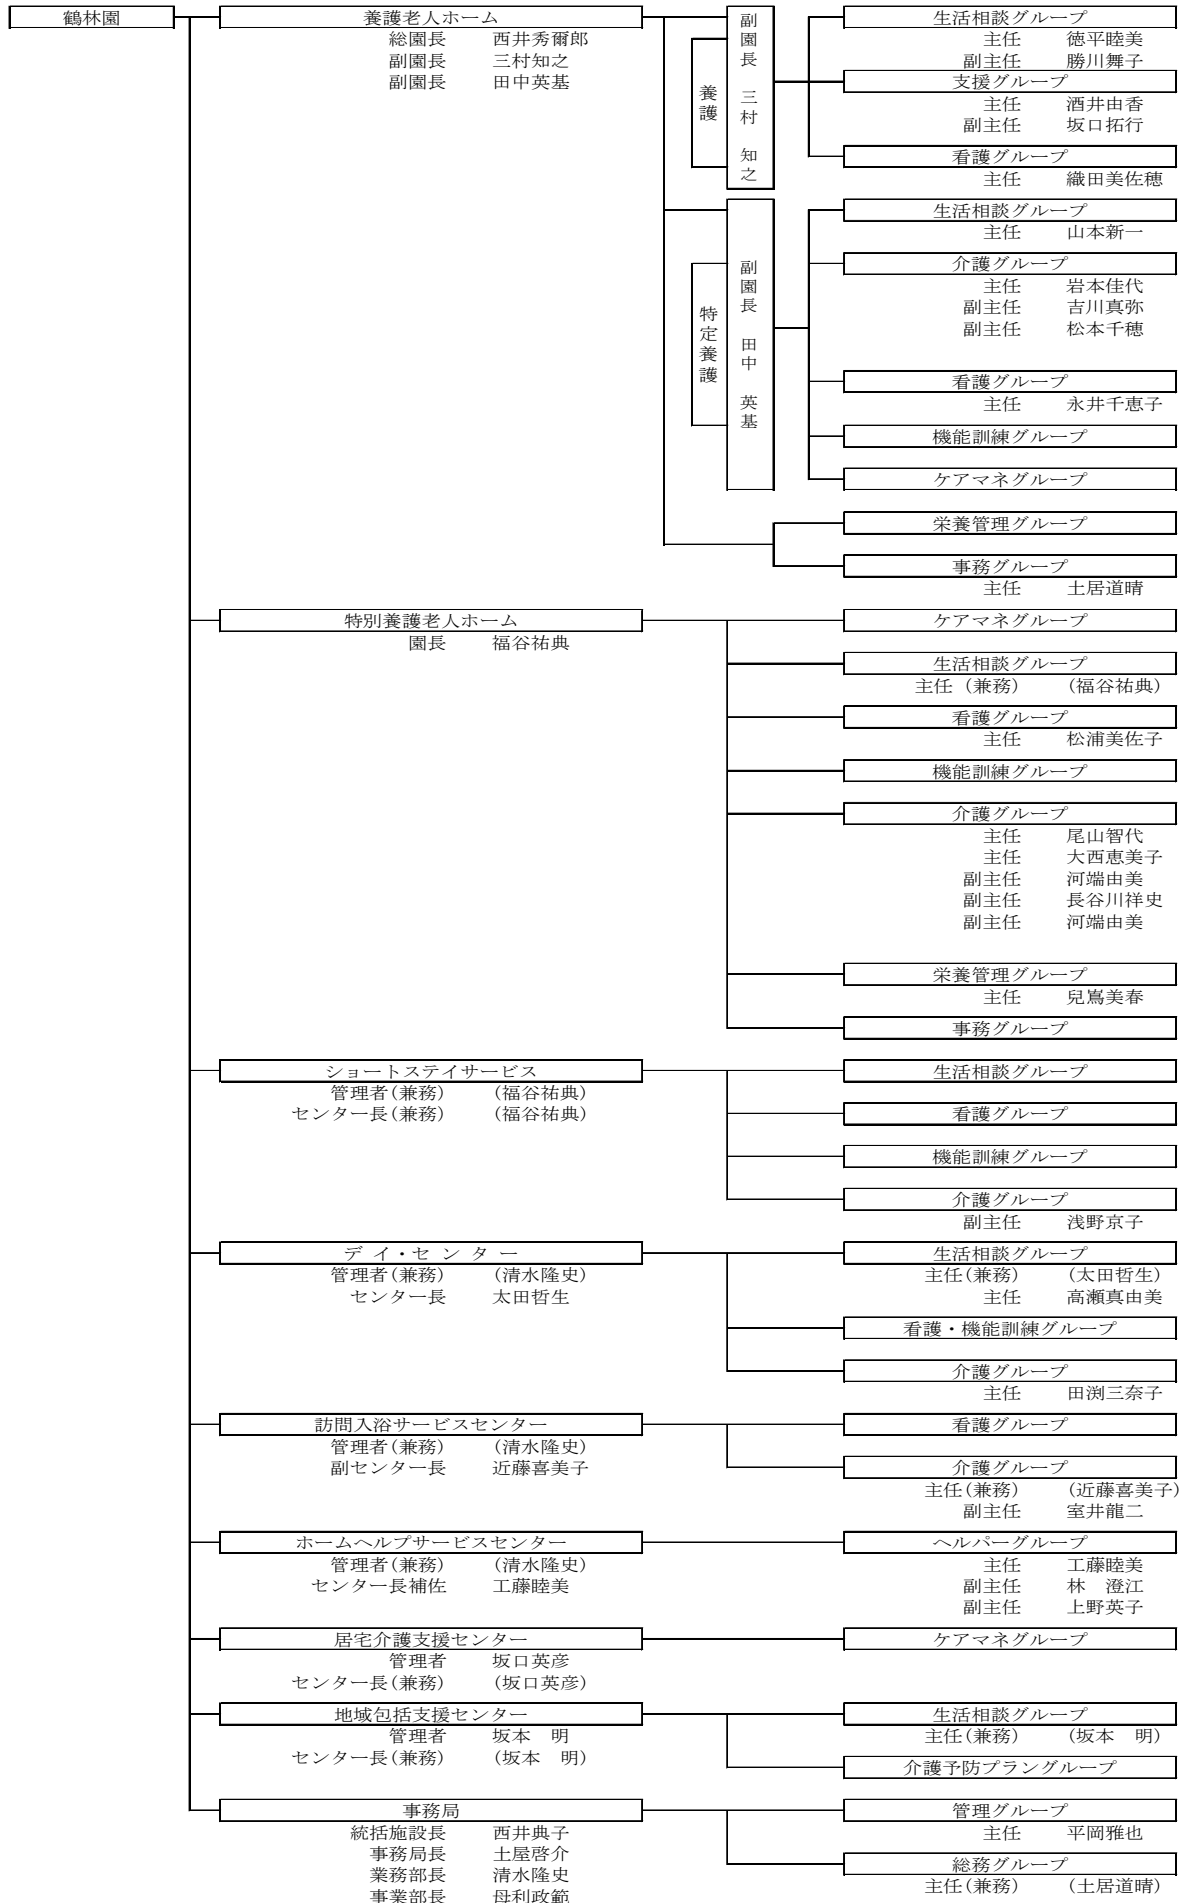 鶴林園
養護老人ホーム
総園長 西井秀爾郎
副園長 三村知之
副園長 田中英基
養護
副園長 三村 知之
生活相談グループ
主任 徳平睦美
副主任 勝川舞子
支援グループ
主任 酒井由香
副主任 坂口拓行
看護グループ
主任 織田美佐穂
特定養護
副園長 田中 英基
生活相談グループ
主任 山本新一
介護グループ
主任 岩本佳代
副主任 吉川真弥
副主任 松本千穂
看護グループ
主任 永井千恵子
機能訓練グループ
ケアマネグループ
栄養管理グループ
事務グループ
主任 土居道晴
特別養護老人ホーム
園長 福谷祐典
ケアマネグループ
生活相談グループ
主任（兼務） （福谷祐典）
看護グループ
主任 松浦美佐子
機能訓練グループ
介護グループ
主任 尾山智代
主任 大西恵美子
副主任 河端由美
副主任 長谷川祥史
副主任 河端由美
栄養管理グループ
主任 兒嶌美春
事務グループ
ショートステイサービス
管理者(兼務) （福谷祐典）
センター長(兼務) （福谷祐典）
生活相談グループ
看護グループ
機能訓練グループ
介護グループ
副主任 浅野京子
デ イ・セ ン タ ー
管理者(兼務) （清水隆史）
センター長 太田哲生
生活相談グループ
主任(兼務) （太田哲生）
主任 高瀬真由美
看護・機能訓練グループ
介護グループ
主任 田渕三奈子
訪問入浴サービスセンター
管理者(兼務) （清水隆史）
副センター長 近藤喜美子
看護グループ
介護グループ
主任(兼務) （近藤喜美子）
副主任 室井龍二
ホームヘルプサービスセンター
管理者(兼務) （清水隆史）
センター長補佐 工藤睦美
ヘルパーグループ
主任 工藤睦美
副主任 林 澄江
副主任 上野英子
居宅介護支援センター
管理者 坂口英彦
センター長(兼務) （坂口英彦）
ケアマネグループ
地域包括支援センター
管理者 坂本 明
センター長(兼務) （坂本 明）
生活相談グループ
主任(兼務) （坂本 明）
介護予防プラングループ
事務局
統括施設長 西井典子
事務局長 土屋啓介
業務部長 清水隆史
事業部長 母利政範
管理グループ
主任 平岡雅也
総務グループ
主任(兼務) （土居道晴）